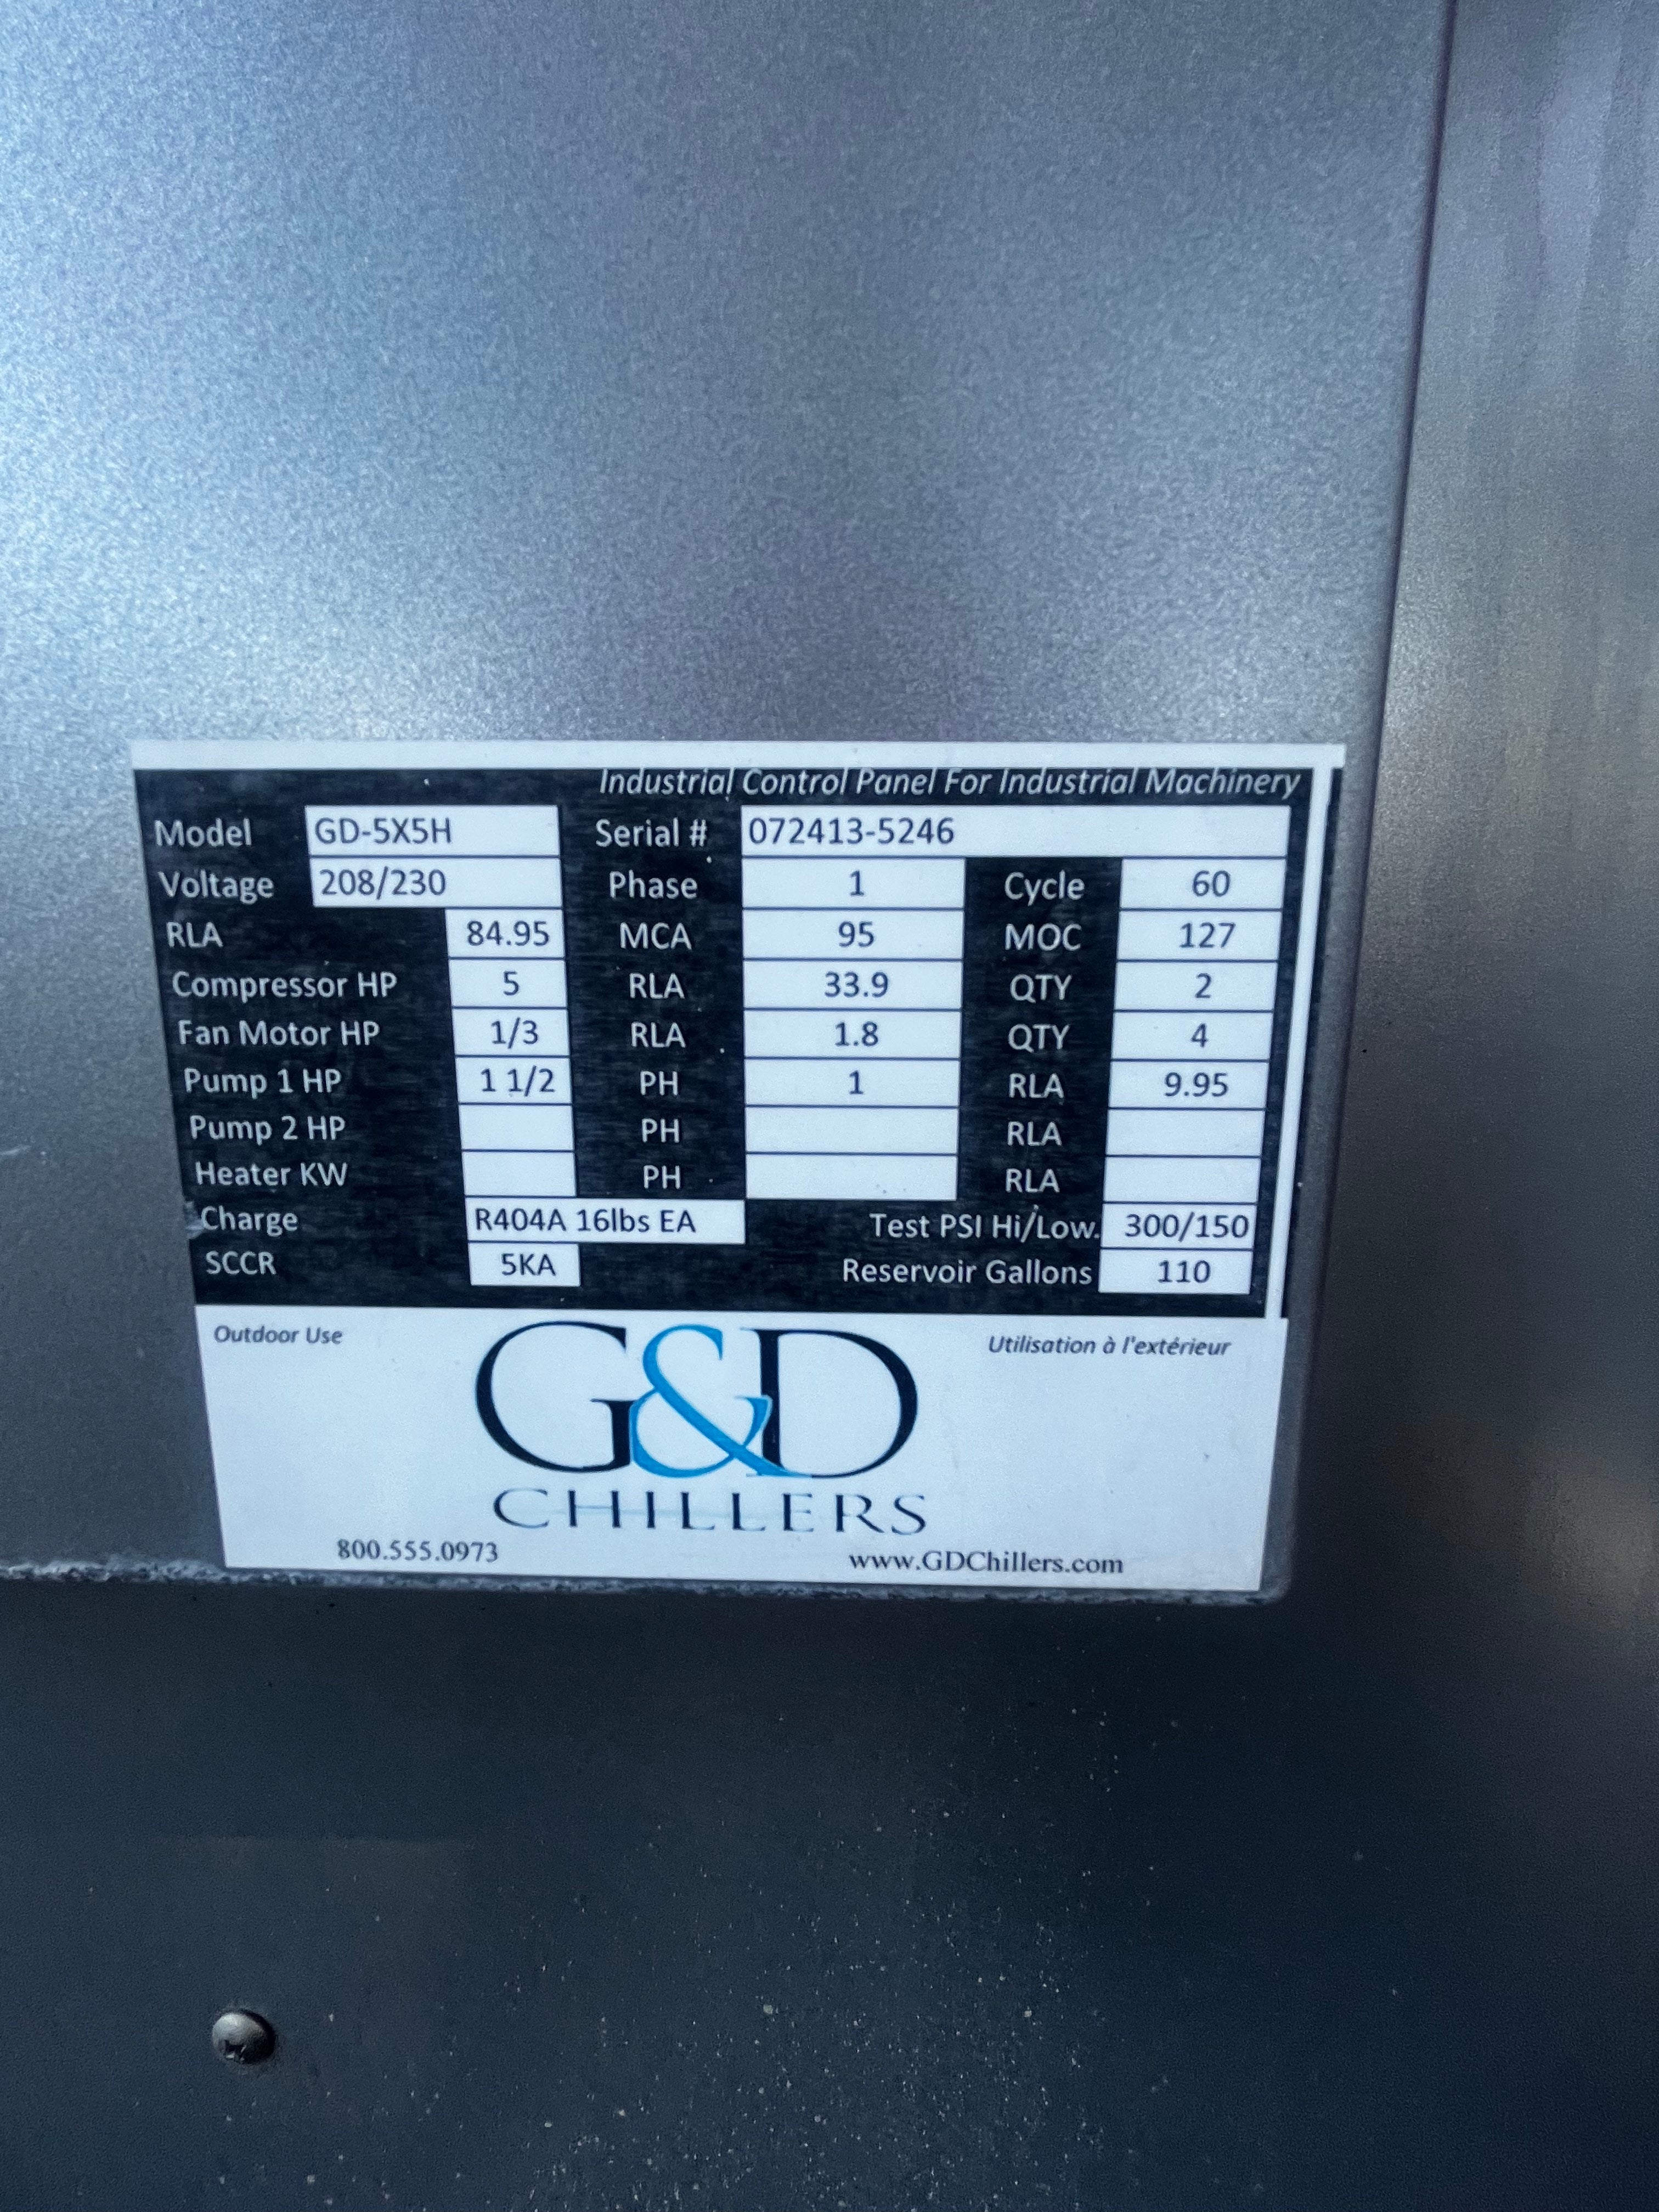 Industrial Control Panel For Industrial Machinery
Model GD-5X5H Serial # 072413-5246
Voltage 208/230 Phase 1 Cycle 60
RLA 84.95 MCA 95 MOC 127
Compressor HP 5 RLA 33.9 QTY 2
Fan Motor HP 1/3 RLA 1.8 QTY 4
Pump 1 HP 1 1/2 PH 1 RLA 9.95
Pump 2 HP PH RLA
Heater KW PH RLA
Charge R404A 16lbs EA Test PSI Hi/Low. 300/150
SCCR 5KA Reservoir Gallons 110
Outdoor Use Utilisation à l'extérieur
G&D
CHILLERS
800.555.0973 www.GDChillers.com